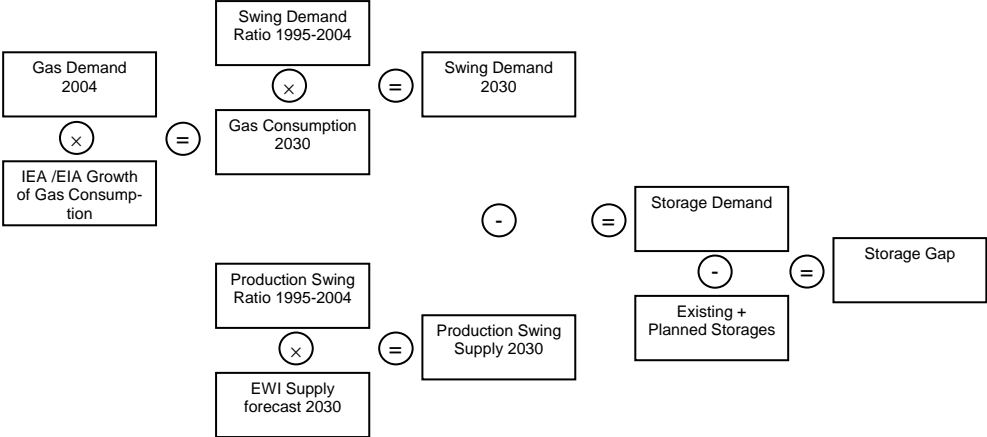 Swing Demand
Ratio 1995-2004
Gas Demand
2004
×
=
Swing Demand
2030
×
=
Gas Consumption
2030
IEA /EIA Growth
of Gas Consump-
tion
-
=
Storage Demand
-
=
Storage Gap
Existing +
Planned Storages
Production Swing
Ratio 1995-2004
×
=
Production Swing
Supply 2030
EWI Supply
forecast 2030